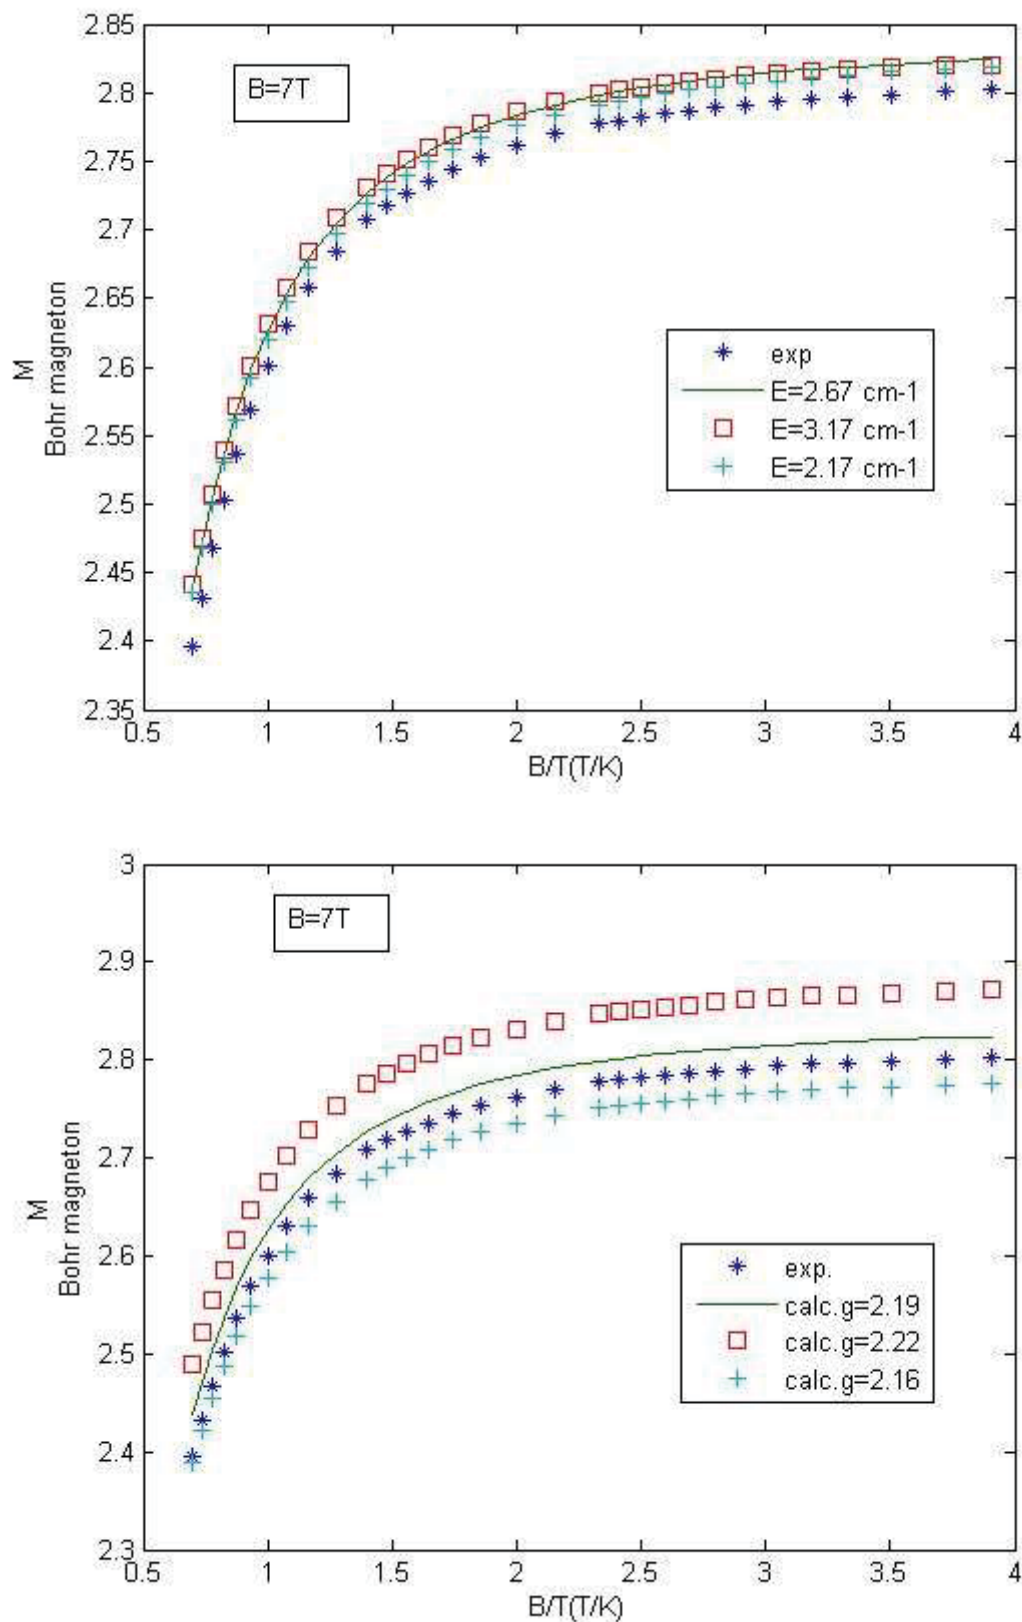 2.85
2.8
2.75
2.7
2.65
2.6
2.55
2.5
2.45
2.4
2.35
M
Bohr magneton
B=7T
exp
E=2.67 cm-1
E=3.17 cm-1
E=2.17 cm-1
0.5 1 1.5 2 2.5 3 3.5 4
B/T(T/K)
3
2.9
2.8
2.7
2.6
2.5
2.4
2.3
M
Bohr magneton
B=7T
exp.
calc.g=2.19
calc.g=2.22
calc.g=2.16
0.5 1 1.5 2 2.5 3 3.5 4
B/T(T/K)